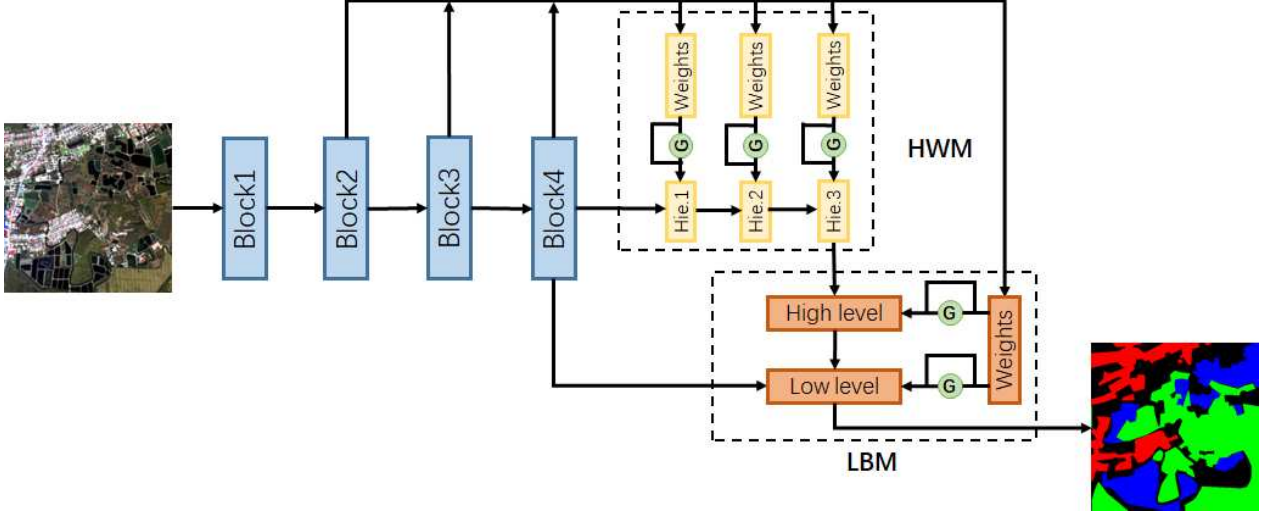 Block1
Block2
Block3
Block4
Weights
Weights
Weights
G
G
G
Hie.1
Hie.2
Hie.3
HWM
High level
G
Weights
Low level
G
LBM